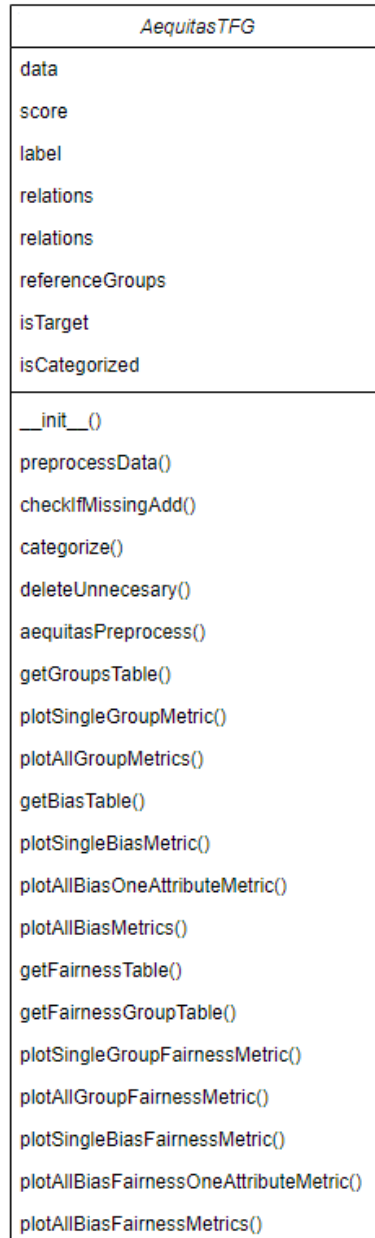 AequitasTFG
data
score
label
relations
relations
referenceGroups
isTarget
isCategorized
__init__()
preprocessData()
checkIfMissingAdd()
categorize()
deleteUnnecesary()
aequitasPreprocess()
getGroupsTable()
plotSingleGroupMetric()
plotAllGroupMetrics()
getBiasTable()
plotSingleBiasMetric()
plotAllBiasOneAttributeMetric()
plotAllBiasMetrics()
getFairnessTable()
getFairnessGroupTable()
plotSingleGroupFairnessMetric()
plotAllGroupFairnessMetric()
plotSingleBiasFairnessMetric()
plotAllBiasFairnessOneAttributeMetric()
plotAllBiasFairnessMetrics()